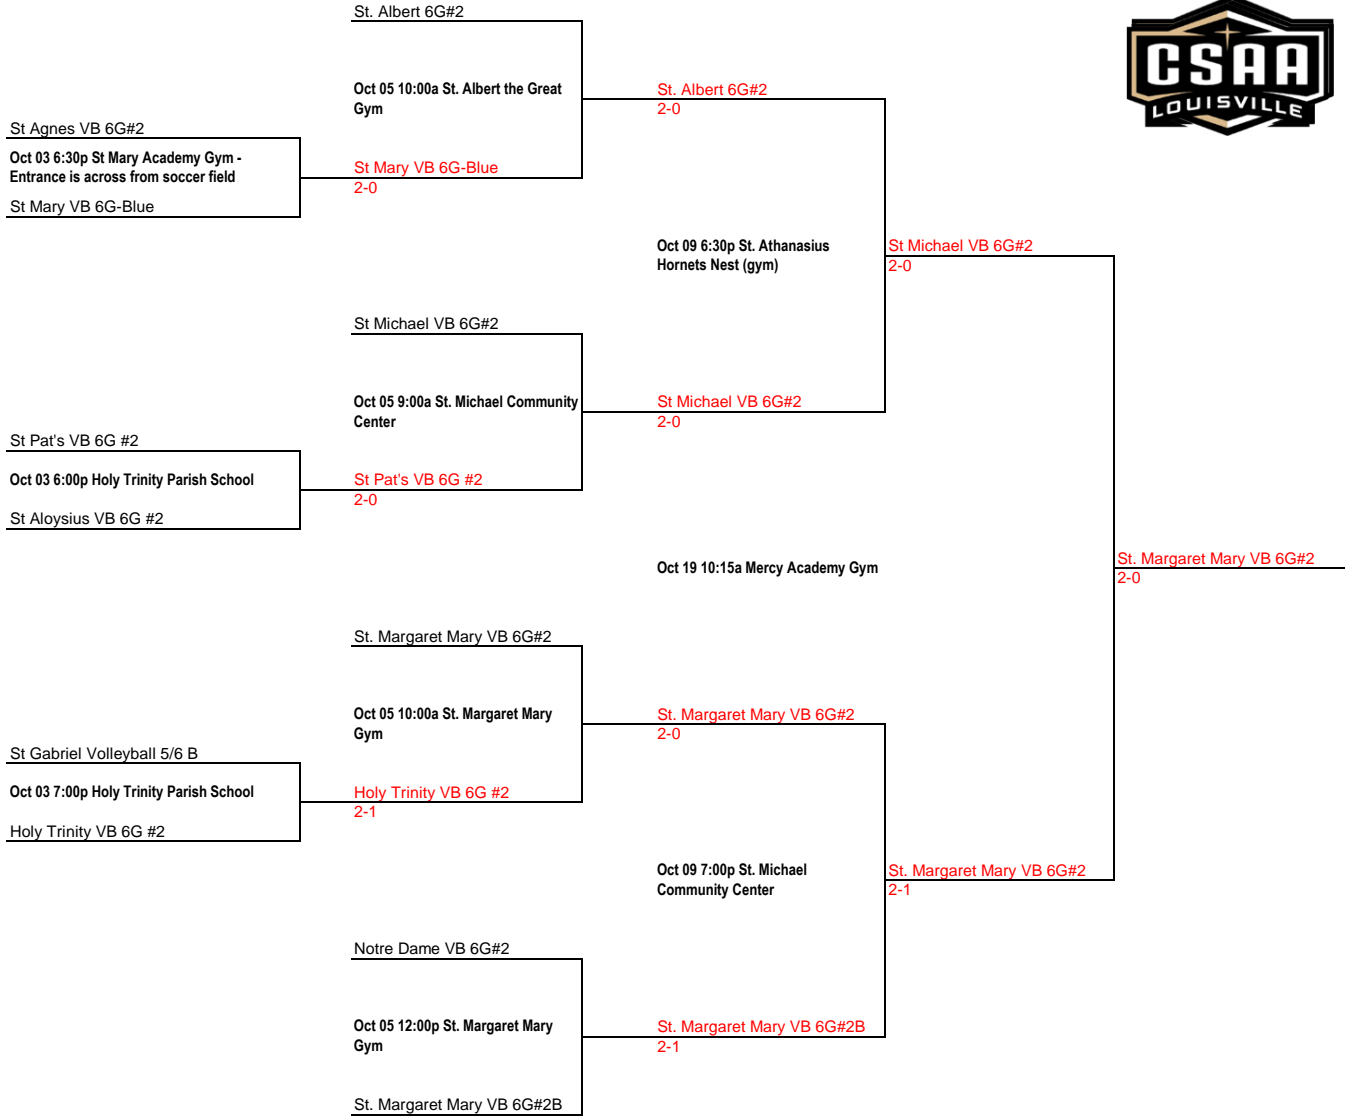 St. Albert 6G#2
CSAA
LOUISVILLE
Oct 05 10:00a St. Albert the Great
Gym
St. Albert 6G#2
2-0
St Agnes VB 6G#2
Oct 03 6:30p St Mary Academy Gym -
Entrance is across from soccer field
St Mary VB 6G-Blue
2-0
St Mary VB 6G-Blue
Oct 09 6:30p St. Athanasius
Hornets Nest (gym)
St Michael VB 6G#2
2-0
St Michael VB 6G#2
Oct 05 9:00a St. Michael Community
Center
St Michael VB 6G#2
2-0
St Pat's VB 6G #2
Oct 03 6:00p Holy Trinity Parish School
St Pat's VB 6G #2
2-0
St Aloysius VB 6G #2
Oct 19 10:15a Mercy Academy Gym
St. Margaret Mary VB 6G#2
2-0
St. Margaret Mary VB 6G#2
Oct 05 10:00a St. Margaret Mary
Gym
St. Margaret Mary VB 6G#2
2-0
St Gabriel Volleyball 5/6 B
Oct 03 7:00p Holy Trinity Parish School
Holy Trinity VB 6G #2
2-1
Holy Trinity VB 6G #2
Oct 09 7:00p St. Michael
Community Center
St. Margaret Mary VB 6G#2
2-1
Notre Dame VB 6G#2
Oct 05 12:00p St. Margaret Mary
Gym
St. Margaret Mary VB 6G#2B
2-1
St. Margaret Mary VB 6G#2B